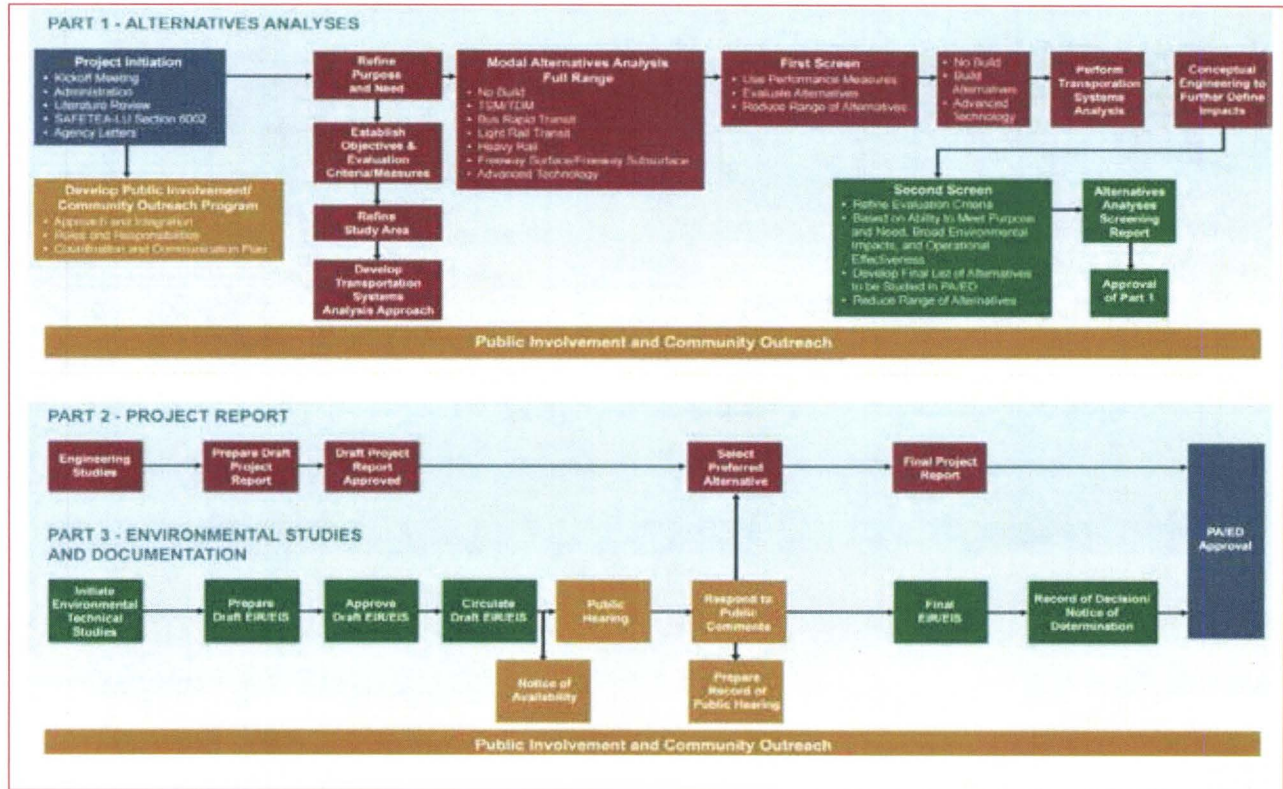 PART 1 - ALTERNATIVES ANALYSES
Project Initiation
• Kickoff Meeting
• Administration
• Literature Review
• SAFETEA-LU Section 6002
• Agency Letters
Develop Public Involvement/
Community Outreach Program
• Approach and Integration
• Roles and Responsibilities
• Coordination and Communication Plan
Refine
Purpose
and Need
Establish
Objectives &
Evaluation
Criteria/Measures
Refine
Study Area
Develop
Transportation
Systems
Analysis Approach
Modal Alternatives Analysis
Full Range
• No Build
• TSM/TDM
• Bus Rapid Transit
• Light Rail Transit
• Heavy Rail
• Freeway Surface/Freeway Subsurface
• Advanced Technology
First Screen
• Use Performance Measures
• Evaluate Alternatives
• Reduce Range of Alternatives
• No Build
• Build
Alternatives
• Advanced
Technology
Perform
Transporation
Systems
Analysis
Conceptual
Engineering to
Further Define
Impacts
Second Screen
• Refine Evaluation Criteria
• Based on Ability to Meet Purpose
and Need, Broad Environmental
Impacts, and Operational
Effectiveness
• Develop Final List of Alternatives
to be Studied in PA/ED
• Reduce Range of Alternatives
Alternatives
Analyses
Screening
Report
Approval
of Part 1
Public Involvement and Community Outreach
PART 2 - PROJECT REPORT
Engineering
Studies
Prepare Draft
Project
Report
Draft Project
Report
Approved
Select
Preferred
Alternative
Final Project
Report
PA/ED
Approval
PART 3 - ENVIRONMENTAL STUDIES
AND DOCUMENTATION
Initiate
Environmental
Technical
Studies
Prepare
Draft EIR/EIS
Approve
Draft EIR/EIS
Circulate
Draft EIR/EIS
Public
Hearing
Respond to
Public
Comments
Final
EIR/EIS
Record of Decision/
Notice of
Determination
Notice of
Availability
Prepare
Record of
Public Hearing
Public Involvement and Community Outreach